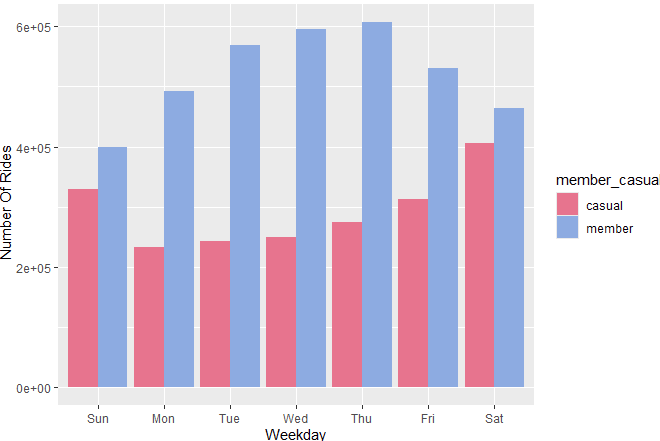 Number Of Rides
6e+05
4e+05
2e+05
0e+00
Sun Mon Tue Wed Thu Fri Sat
Weekday
member_casual
casual
member